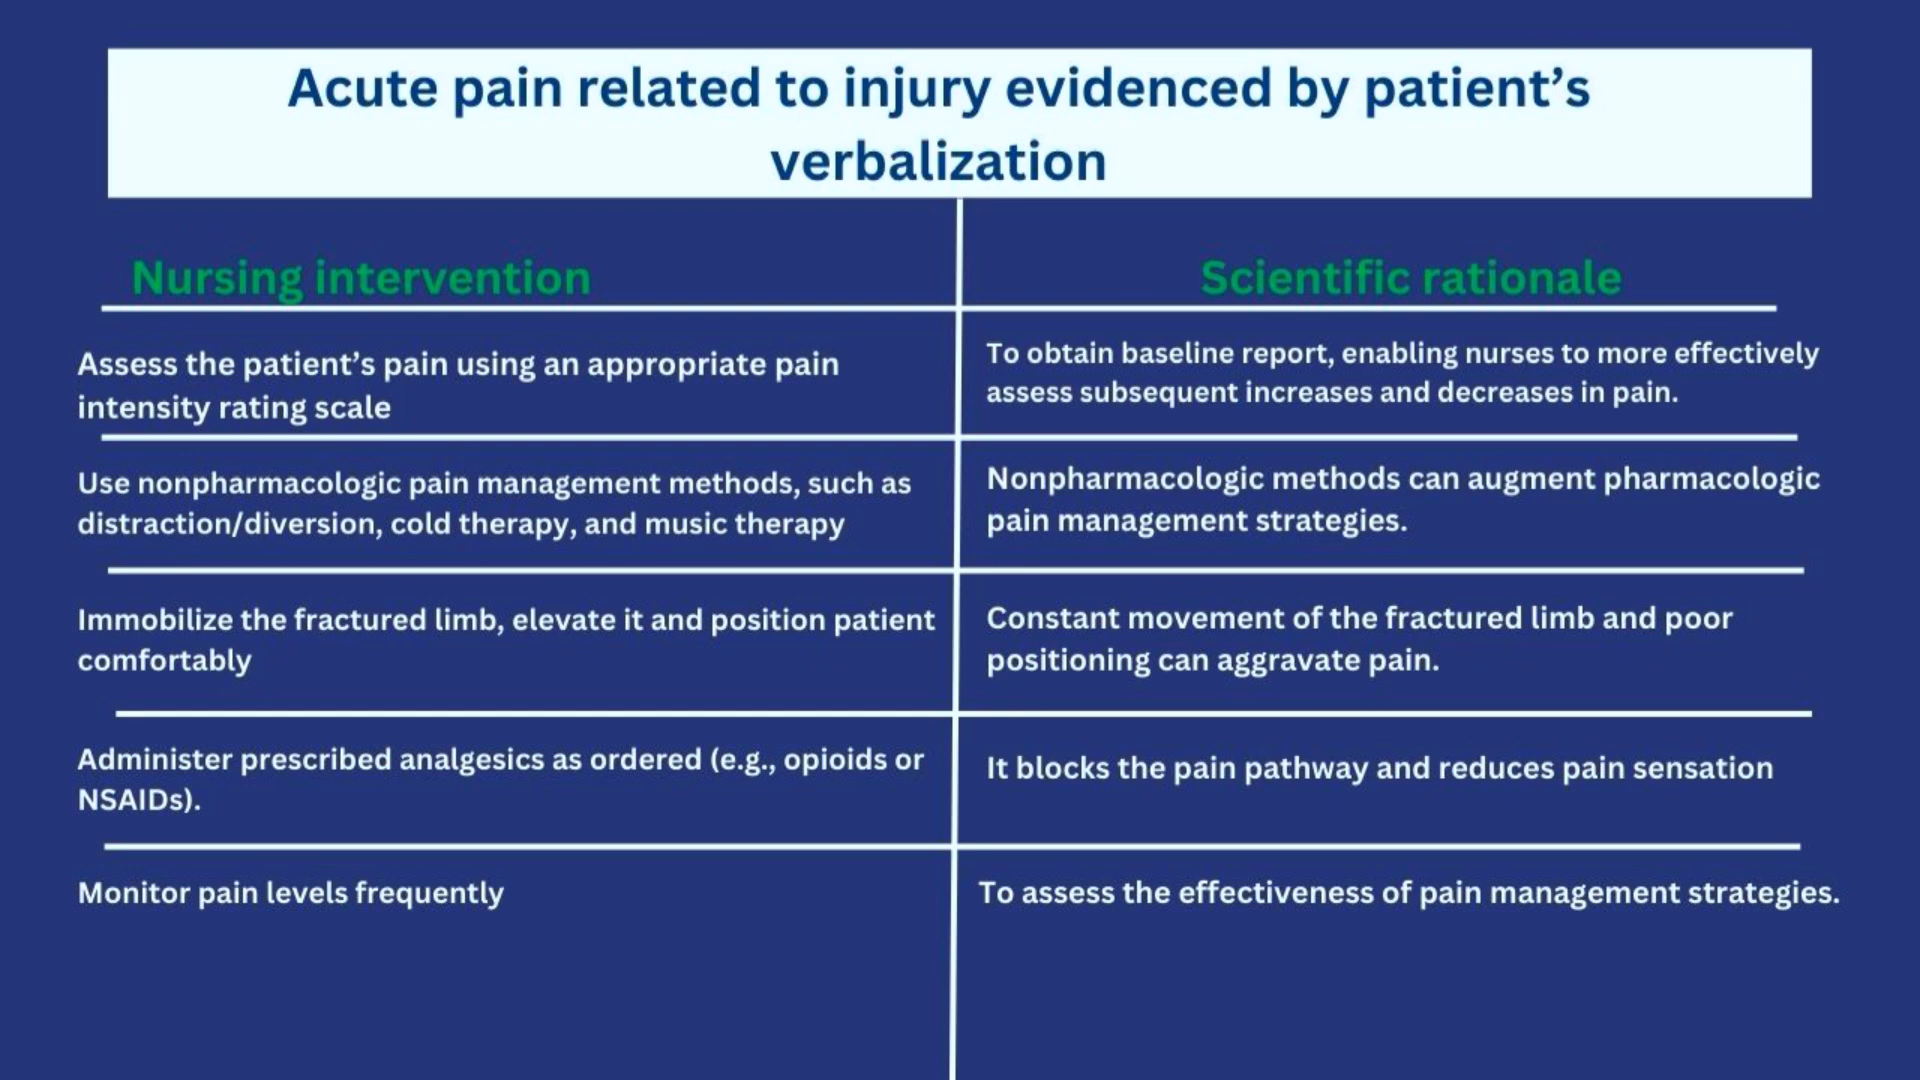 Acute pain related to injury evidenced by patient’s
verbalization
Nursing intervention
Scientific rationale
Assess the patient’s pain using an appropriate pain
intensity rating scale
To obtain baseline report, enabling nurses to more effectively
assess subsequent increases and decreases in pain.
Use nonpharmacologic pain management methods, such as
distraction/diversion, cold therapy, and music therapy
Nonpharmacologic methods can augment pharmacologic
pain management strategies.
Immobilize the fractured limb, elevate it and position patient
comfortably
Constant movement of the fractured limb and poor
positioning can aggravate pain.
Administer prescribed analgesics as ordered (e.g., opioids or
NSAIDs).
It blocks the pain pathway and reduces pain sensation
Monitor pain levels frequently
To assess the effectiveness of pain management strategies.